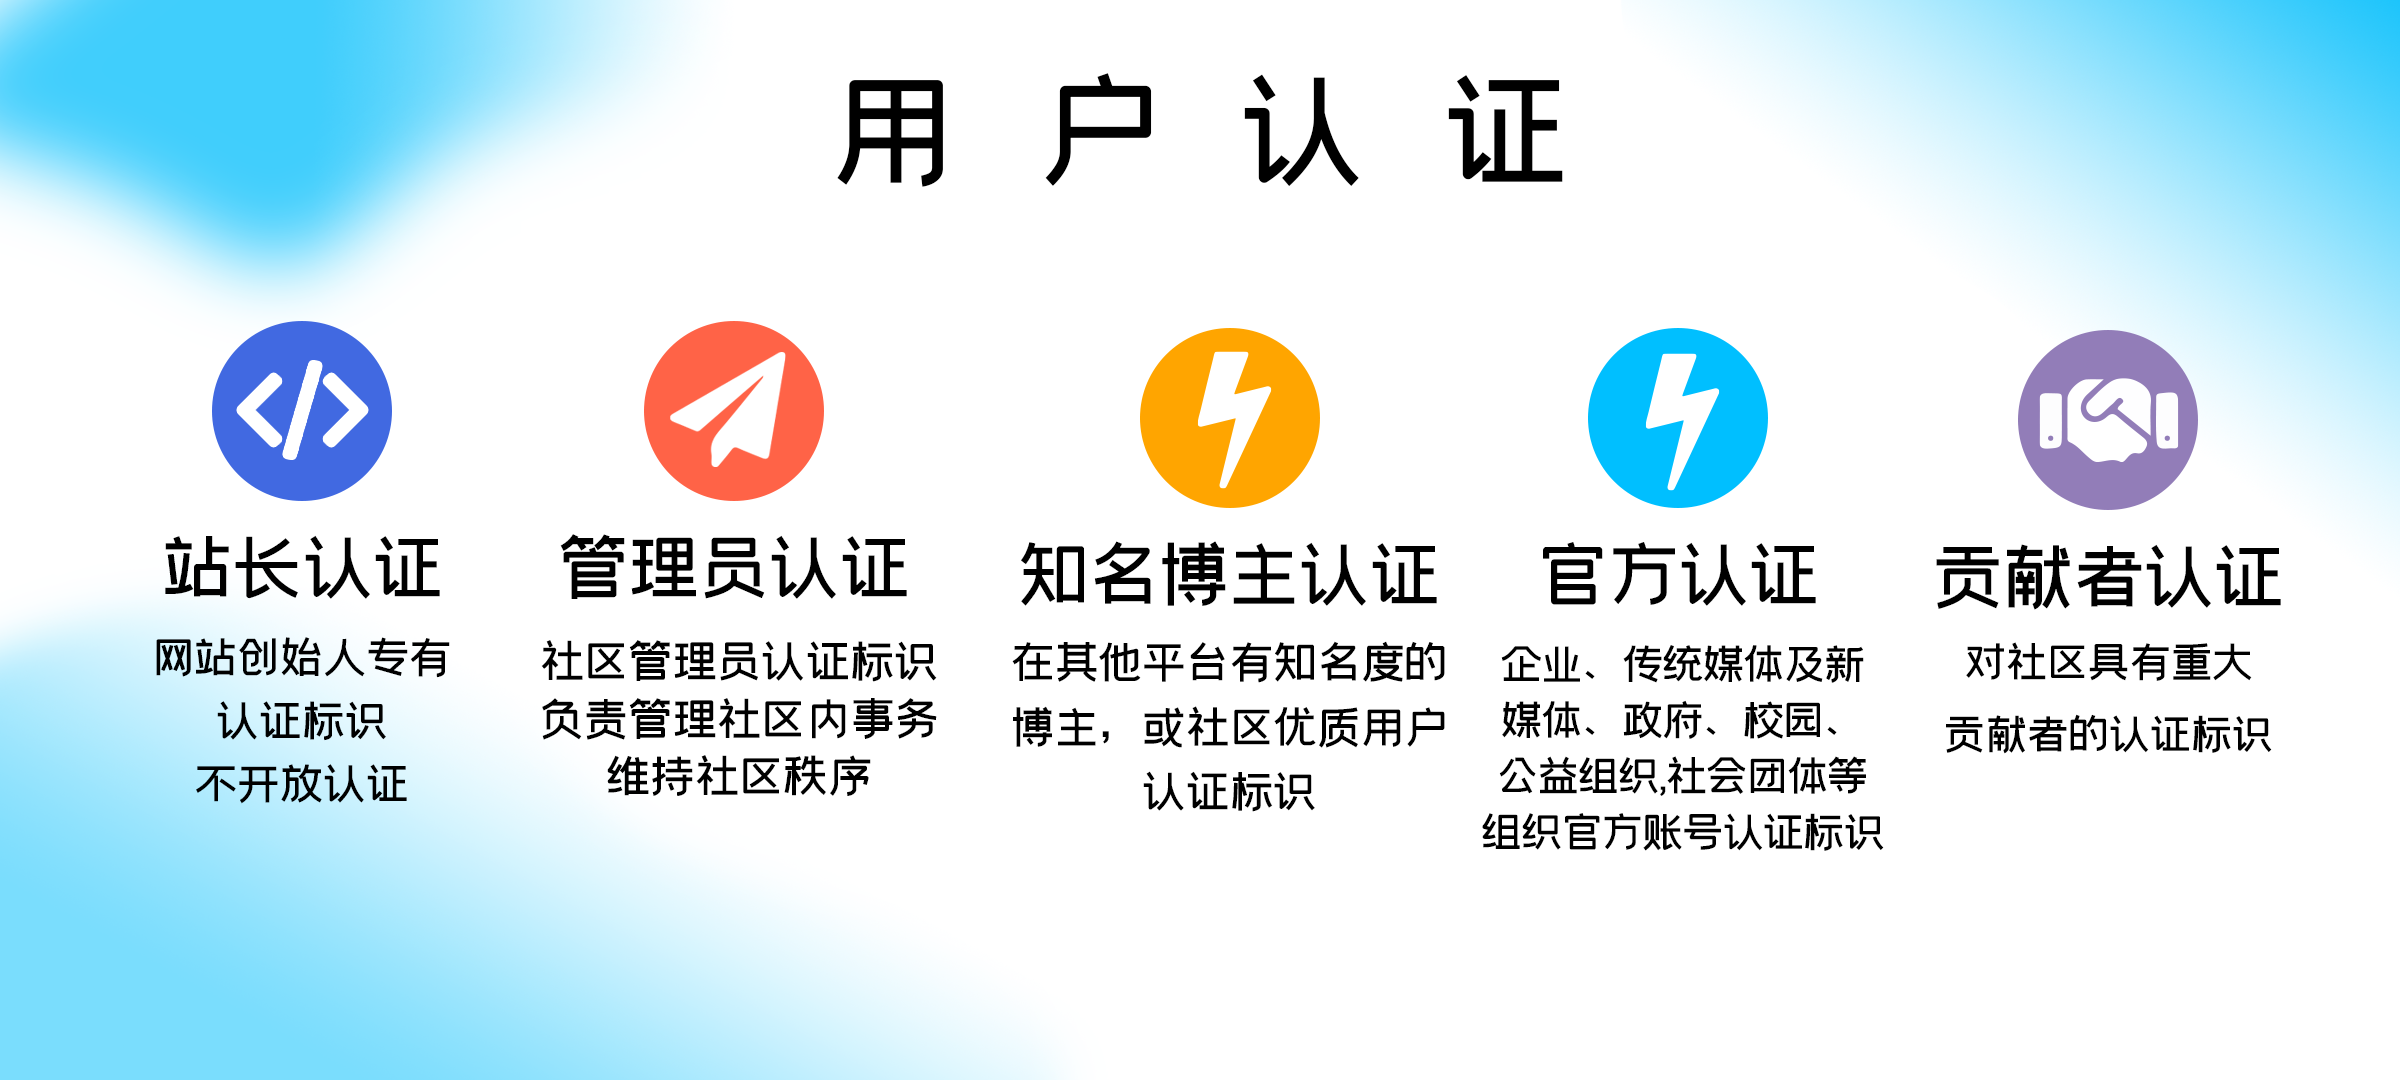 用户认证
站长认证
网站创始人专有
认证标识
不开放认证
管理员认证
社区管理员认证标识
负责管理社区内事务
维持社区秩序
知名博主认证
在其他平台有知名度的
博主，或社区优质用户
认证标识
官方认证
企业、传统媒体及新
媒体、政府、校园、
公益组织,社会团体等
组织官方账号认证标识
贡献者认证
对社区具有重大
贡献者的认证标识